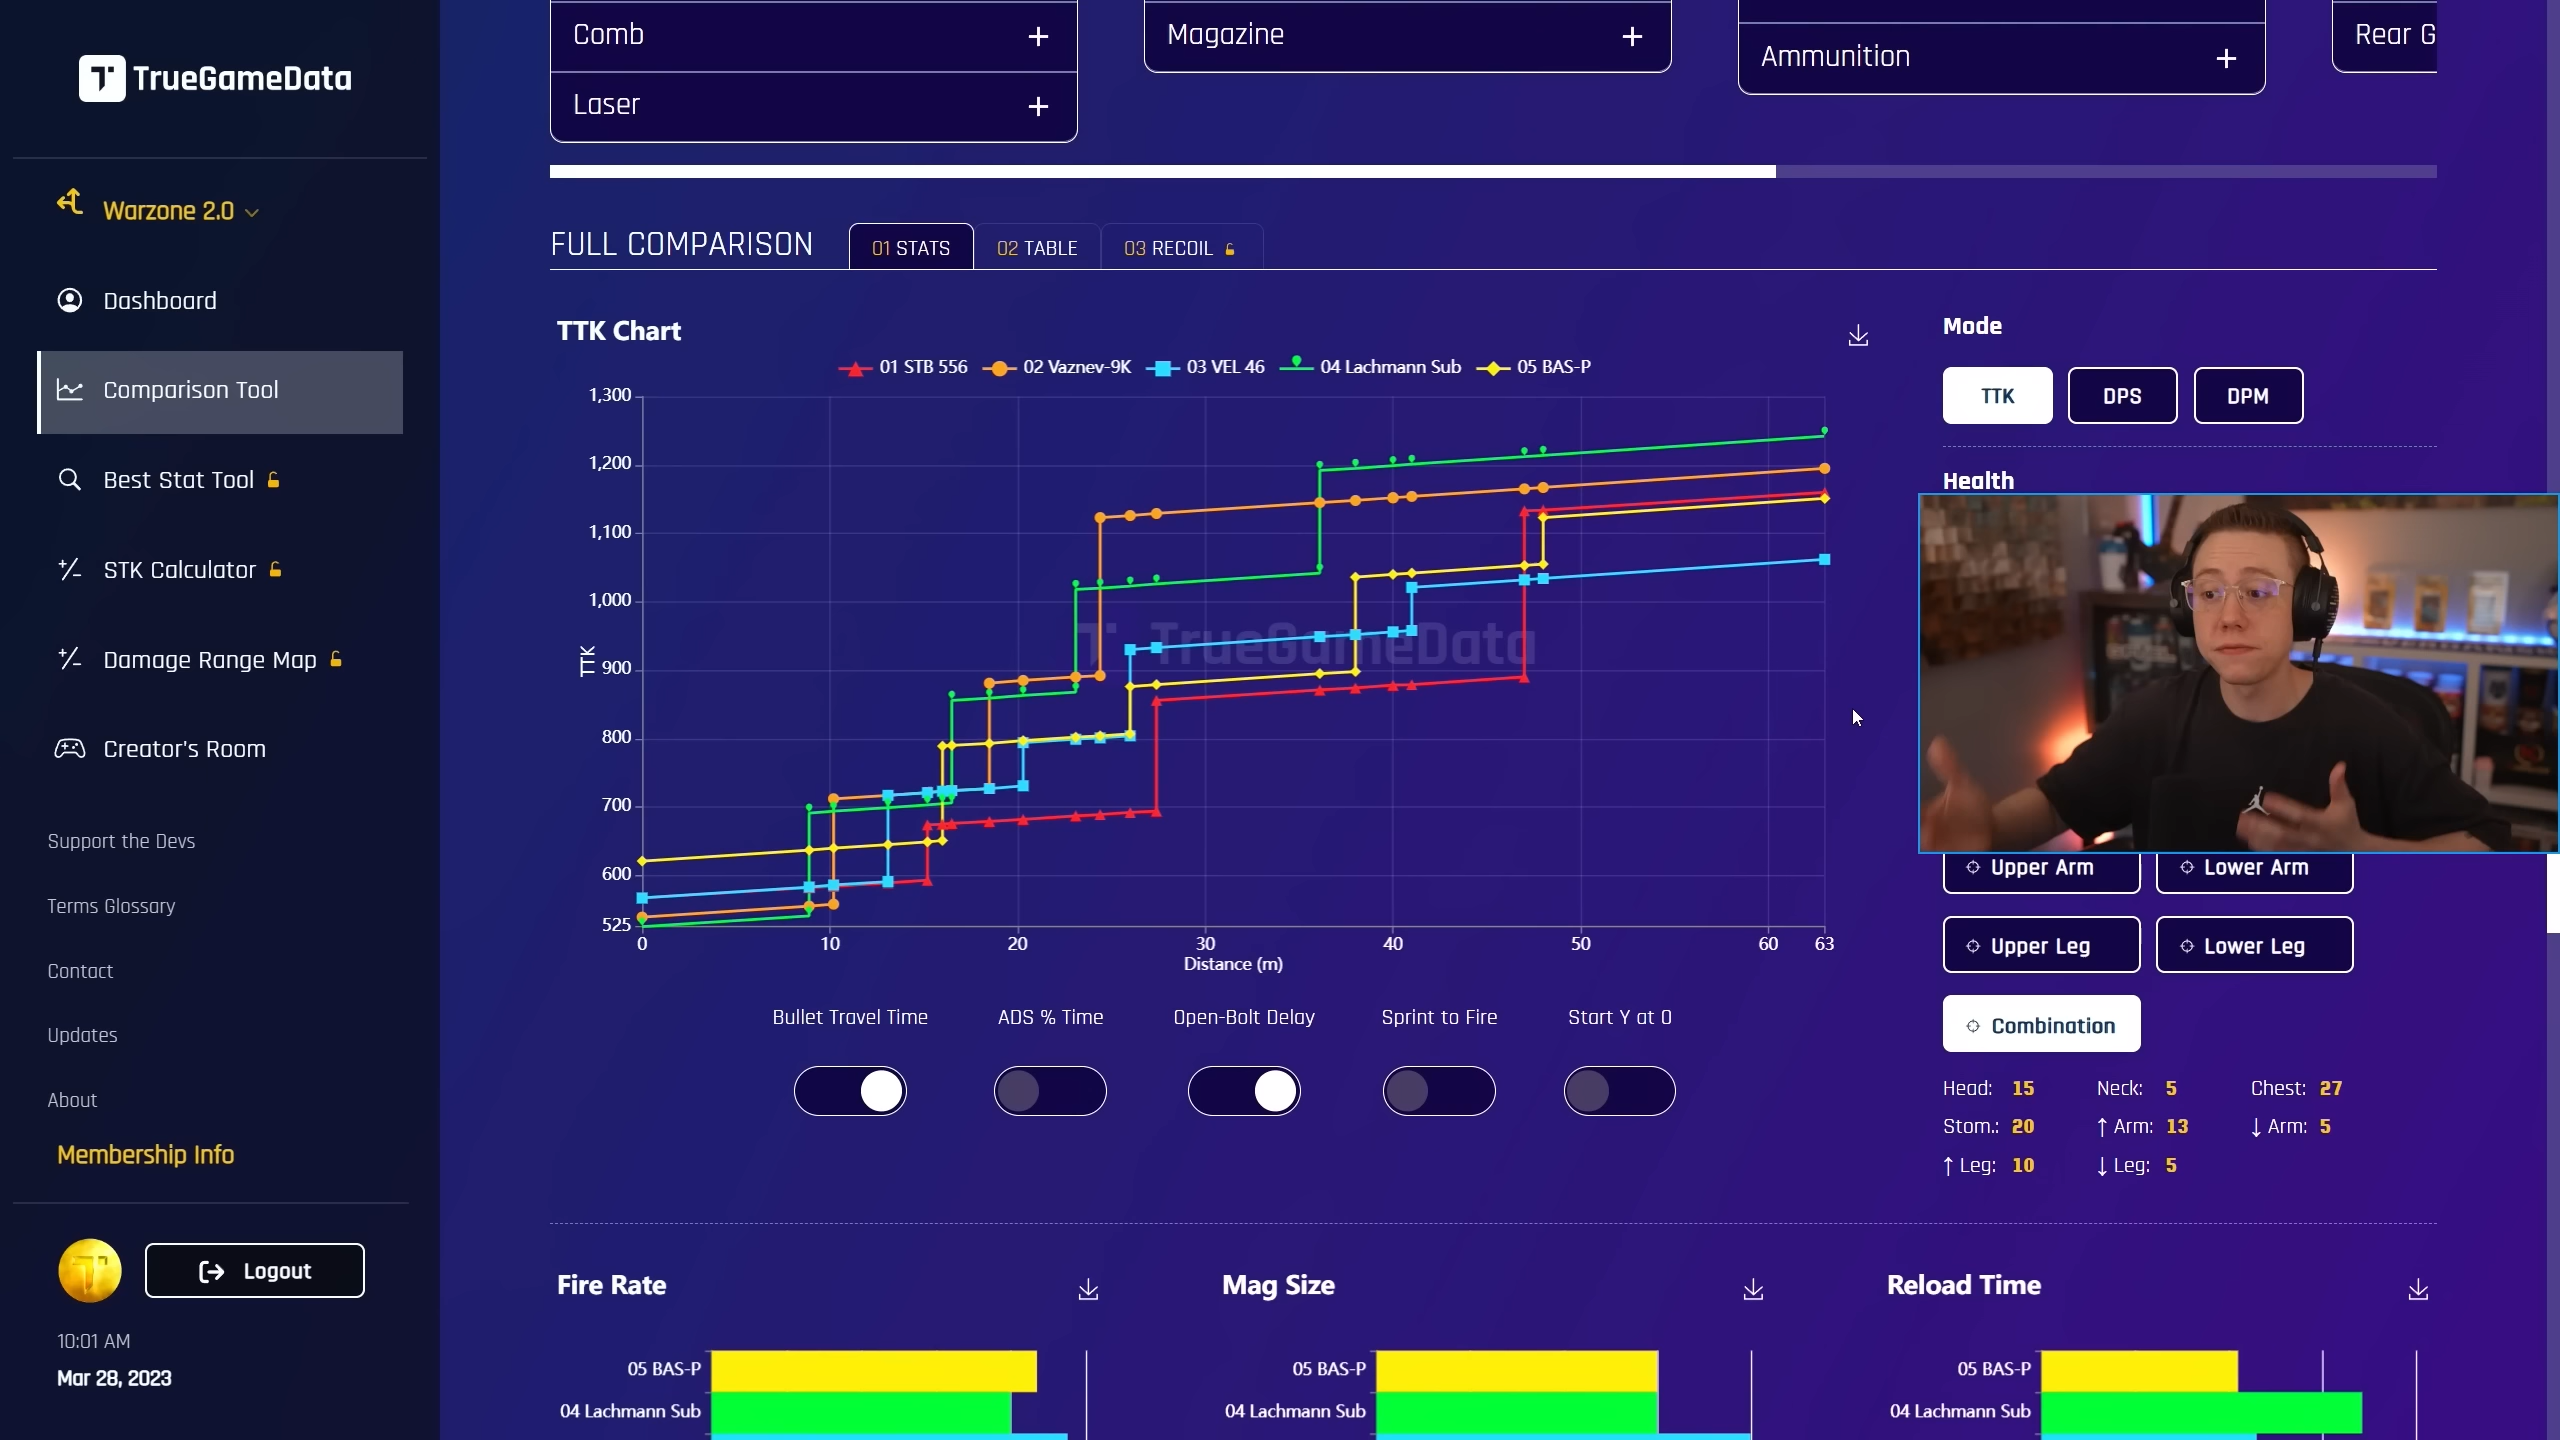 TrueGameData
Warzone 2.0
Dashboard
Comparison Tool
Best Stat Tool
STK Calculator
Damage Range Map
Creator's Room
Support the Devs
Terms Glossary
Contact
Updates
About
Membership Info
Logout
10:01 AM
Mar 28, 2023
Comb
Laser
Magazine
Ammunition
Rear G
FULL COMPARISON
01 STATS
02 TABLE
03 RECOIL
TTK Chart
01 STB 556
02 Vaznev-9K
03 VEL 46
04 Lachmann Sub
05 BAS-P
1,300
1,200
1,100
1,000
900
800
700
600
525
TTK
TrueGameData
0
10
20
30
40
50
60
63
Distance (m)
Bullet Travel Time
ADS % Time
Open-Bolt Delay
Sprint to Fire
Start Y at 0
Mode
TTK
DPS
DPM
Health
Upper Arm
Lower Arm
Upper Leg
Lower Leg
Combination
Head: 15
Neck: 5
Chest: 27
Stom.: 20
↑ Arm: 13
↓ Arm: 5
↑ Leg: 10
↓ Leg: 5
Fire Rate
05 BAS-P
04 Lachmann Sub
Mag Size
05 BAS-P
04 Lachmann Sub
Reload Time
05 BAS-P
04 Lachmann Sub